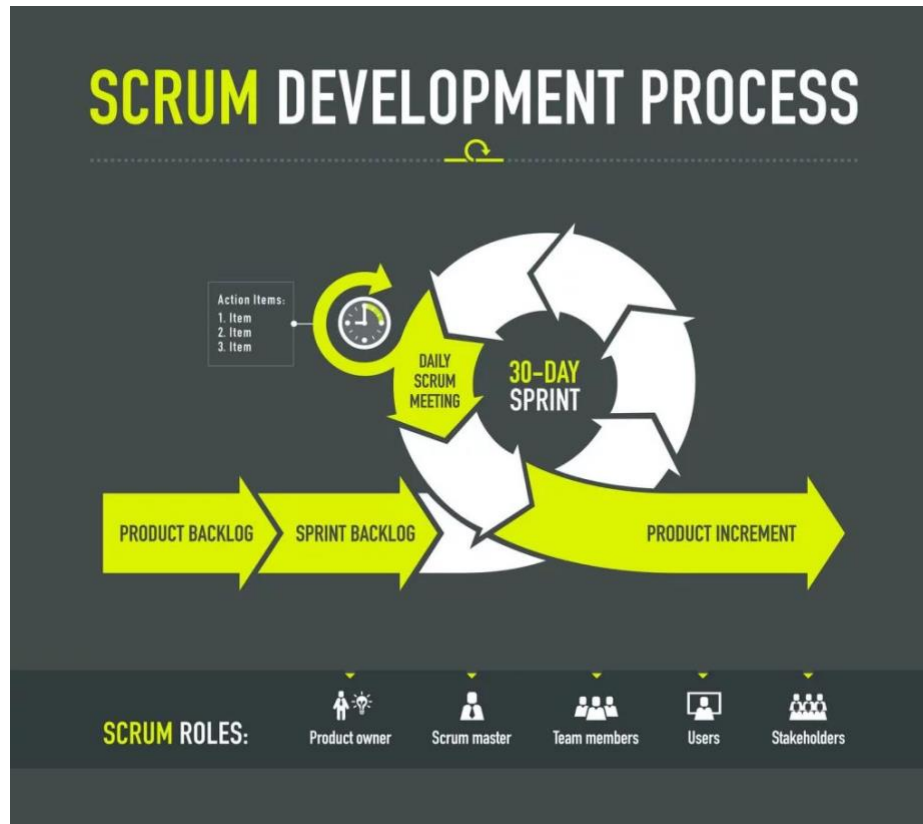 SCRUM DEVELOPMENT PROCESS
Action Items:
1. Item
2. Item
3. Item
DAILY
SCRUM
MEETING
30-DAY
SPRINT
PRODUCT BACKLOG
SPRINT BACKLOG
PRODUCT INCREMENT
SCRUM ROLES:
Product owner
Scrum master
Team members
Users
Stakeholders